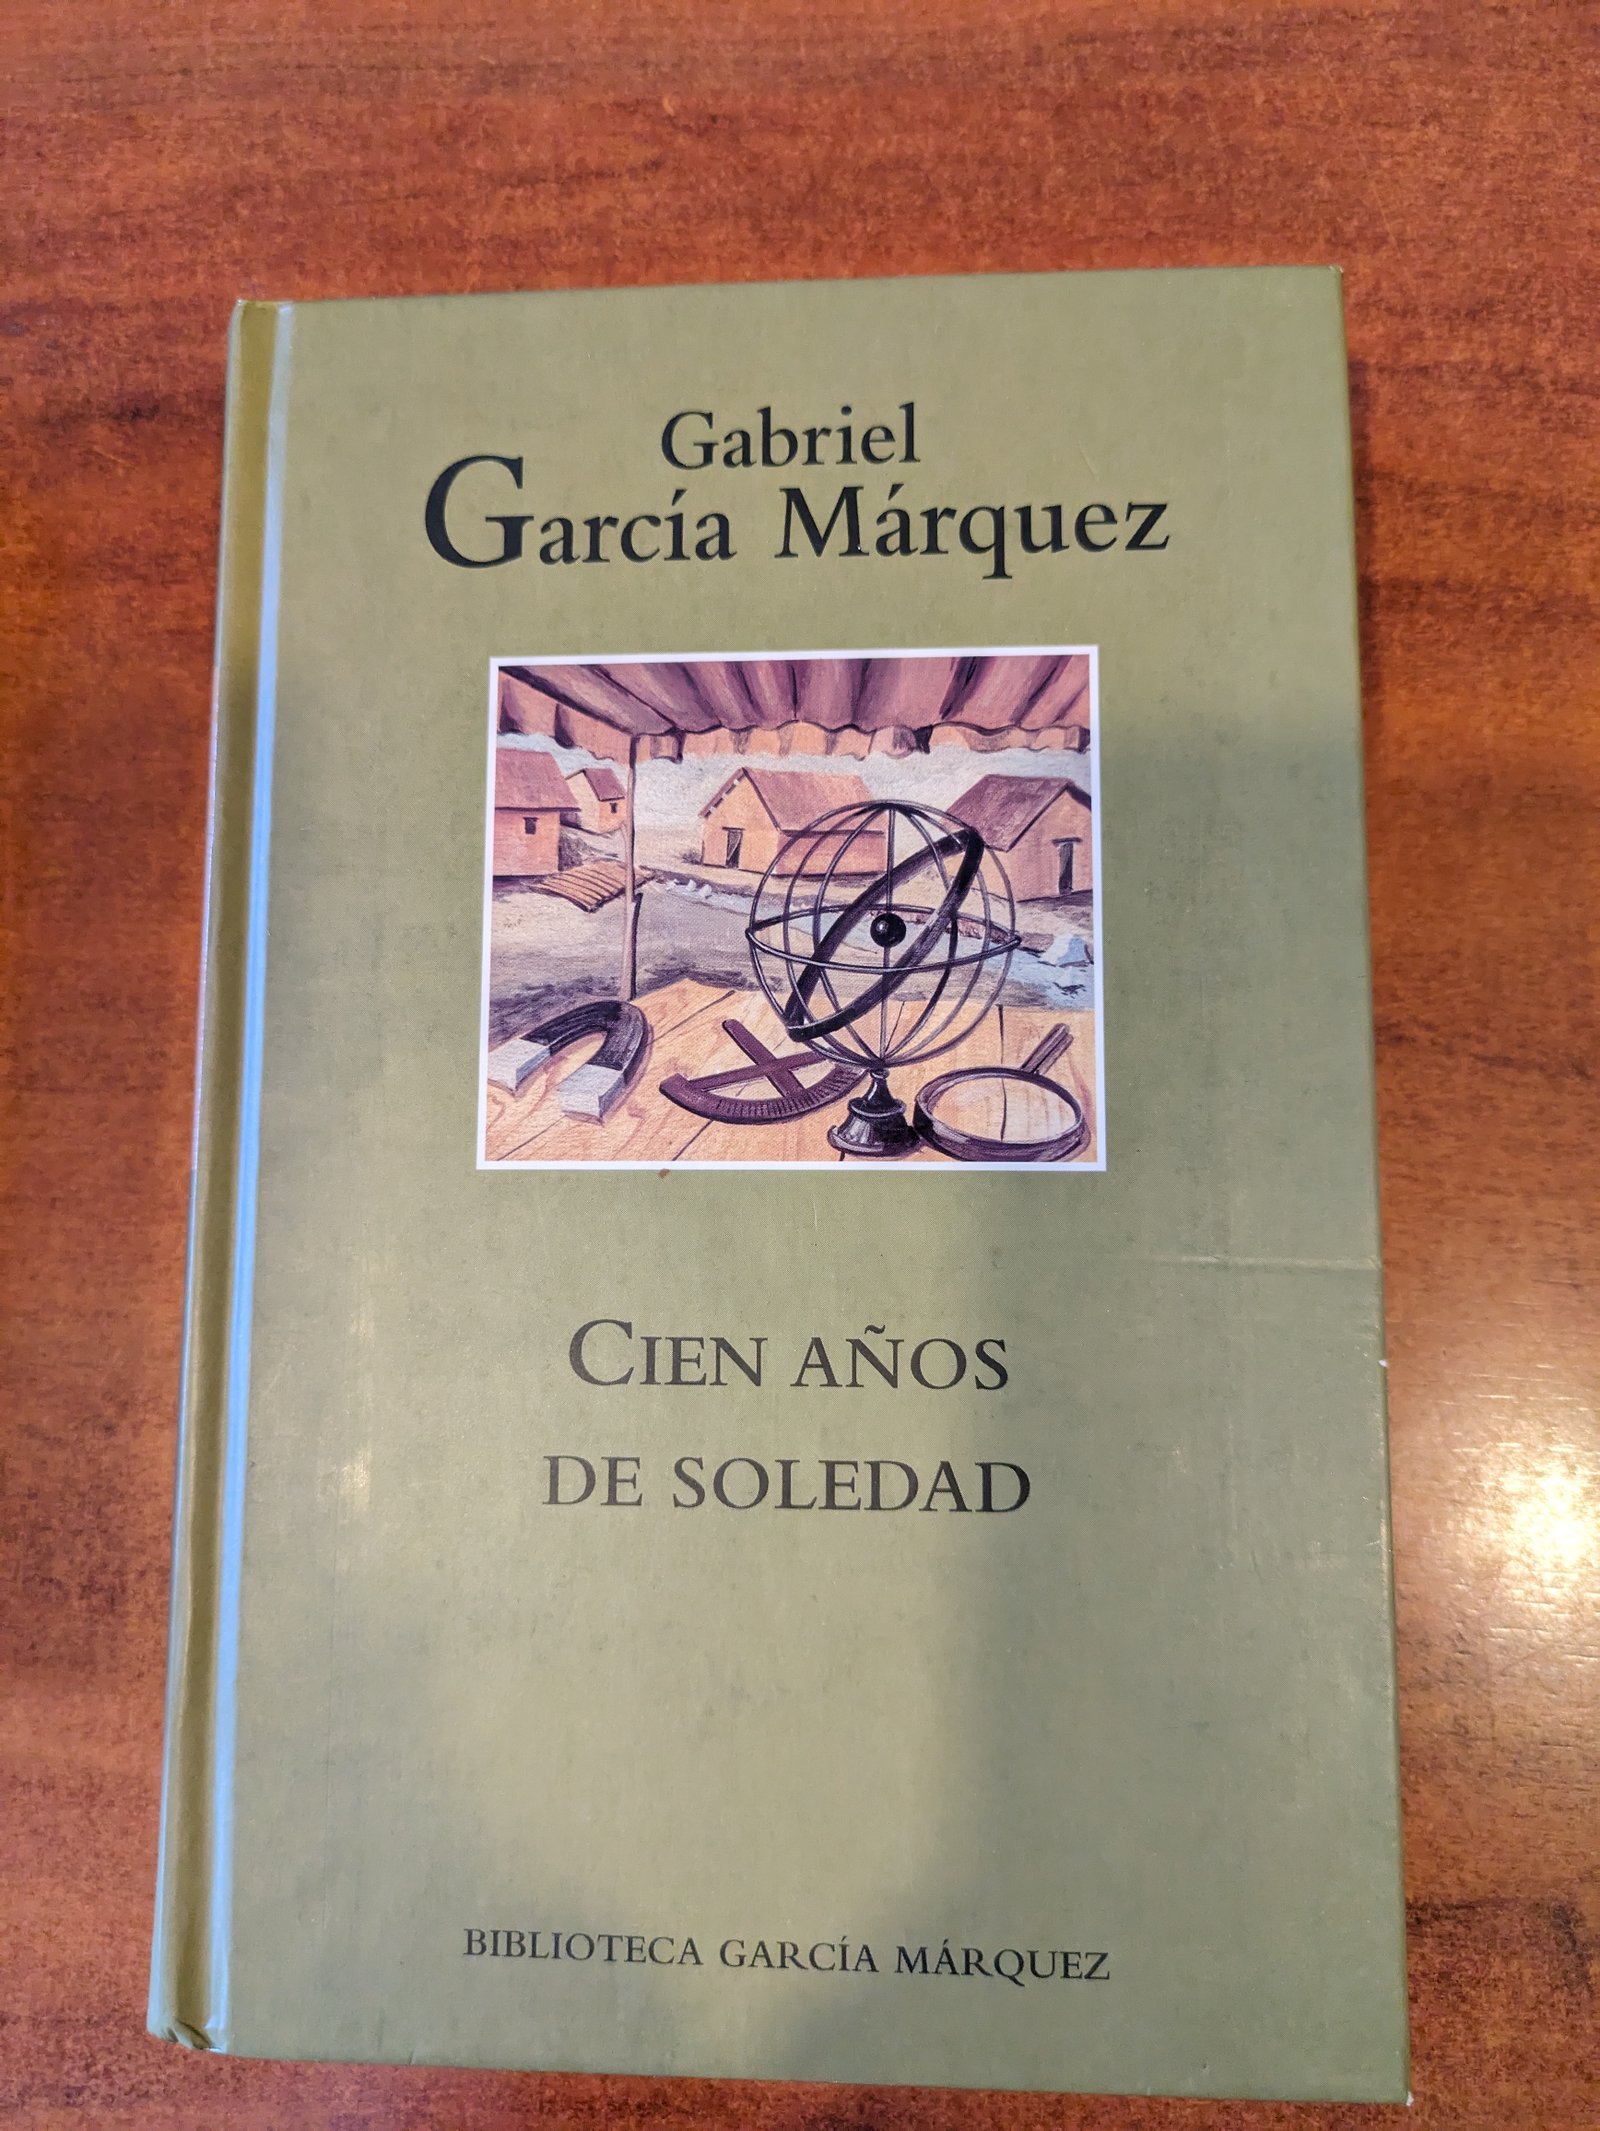 Gabriel
García Márquez
CIEN AÑOS
DE SOLEDAD
BIBLIOTECA GARCÍA MÁRQUEZ